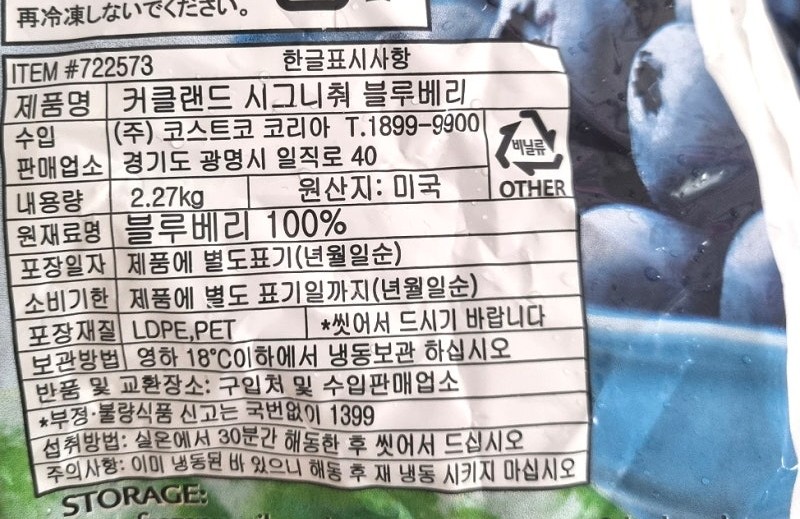 再冷凍しないでください。
ITEM #722573 한글표시사항
제품명 커클랜드 시그니춰 블루베리
수입 판매업소 (주) 코스트코 코리아 T.1899-9900
경기도 광명시 일직로 40
비닐류
OTHER
내용량 2.27kg 원산지: 미국
원재료명 블루베리 100%
포장일자 제품에 별도표기(년월일순)
소비기한 제품에 별도 표기일까지(년월일순)
포장재질 LDPE,PET *씻어서 드시기 바랍니다
보관방법 영하 18℃이하에서 냉동보관 하십시오
반품 및 교환장소: 구입처 및 수입판매업소
*부정·불량식품 신고는 국번없이 1399
섭취방법: 실온에서 30분간 해동한 후 씻어서 드십시오
주의사항: 이미 냉동된 바 있으니 해동 후 재 냉동 시키지 마십시오
STORAGE: